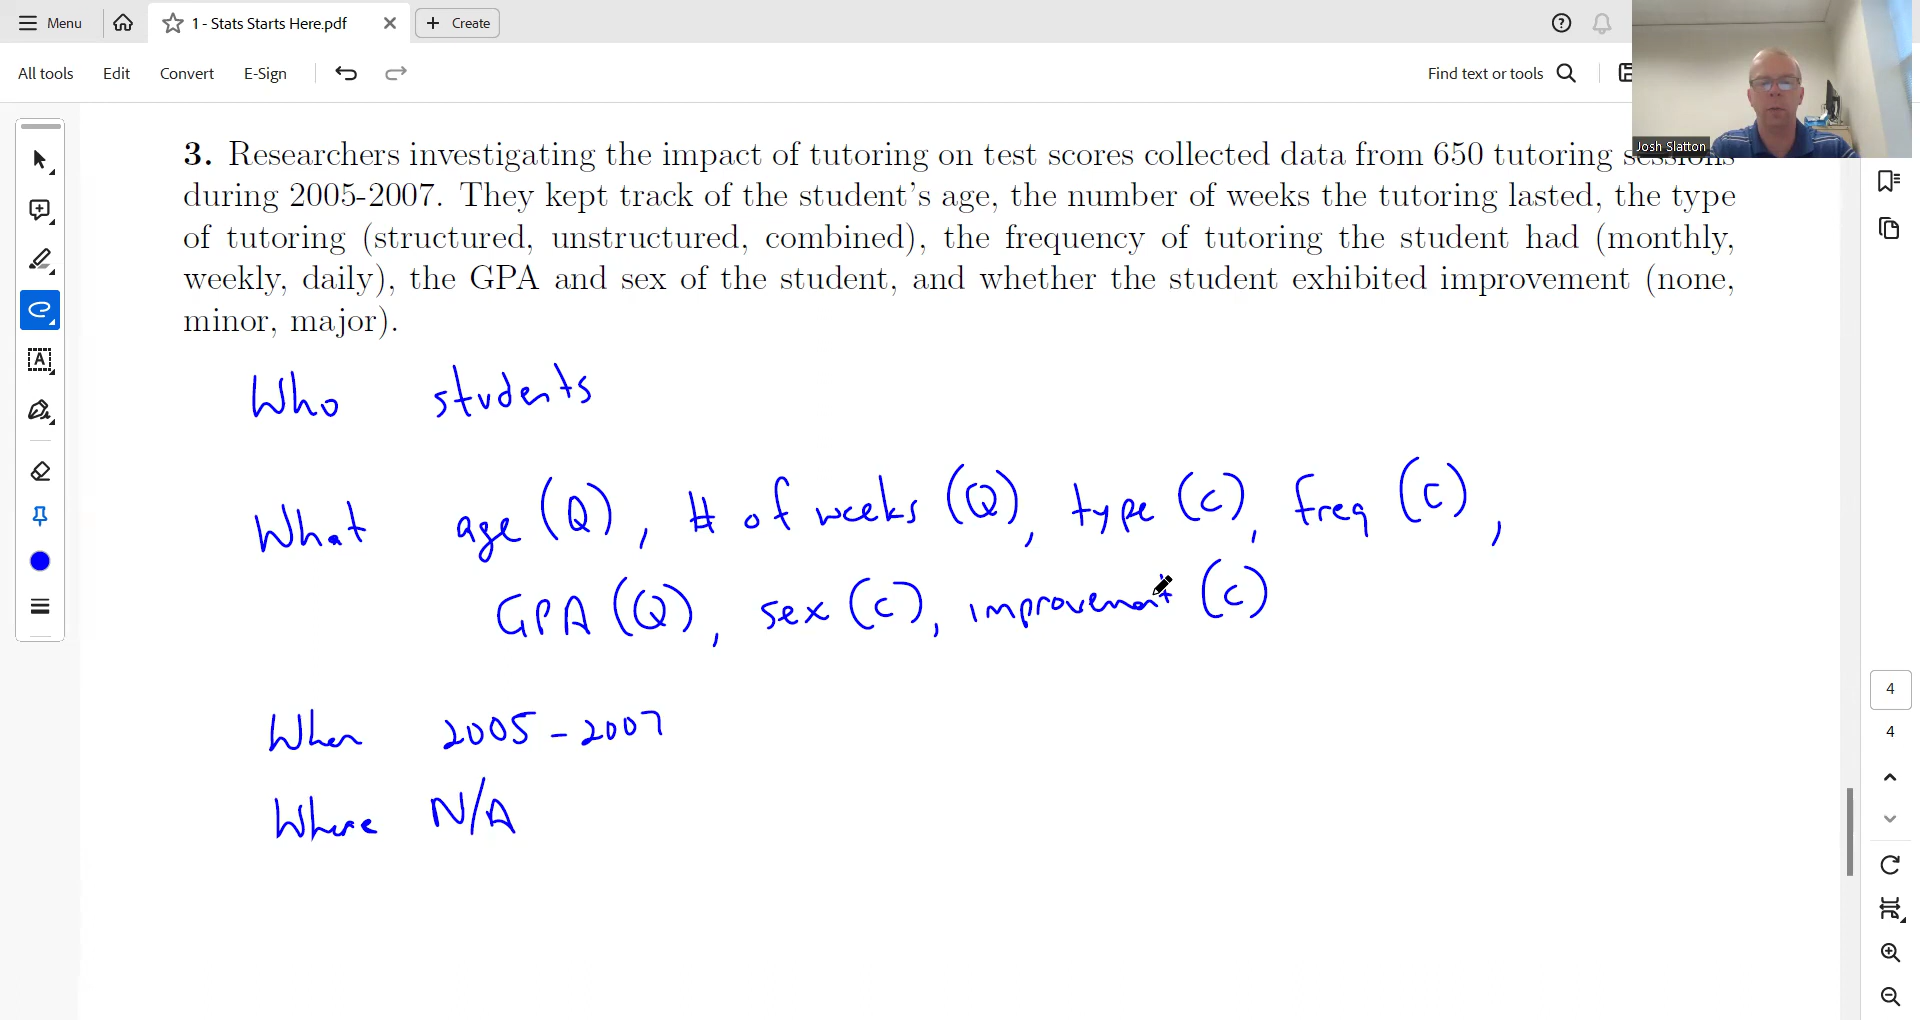 Menu
1 - Stats Starts Here.pdf
Create
All tools
Edit
Convert
E-Sign
Find text or tools
Josh Slatton
3. Researchers investigating the impact of tutoring on test scores collected data from 650 tutoring sessions
during 2005-2007. They kept track of the student's age, the number of weeks the tutoring lasted, the type
of tutoring (structured, unstructured, combined), the frequency of tutoring the student had (monthly,
weekly, daily), the GPA and sex of the student, and whether the student exhibited improvement (none,
minor, major).
Who students
What age (Q), # of weeks (Q), type (C), freq (C),
GPA (Q), sex (C), improvement (C)
When 2005-2007
Where N/A
4
4